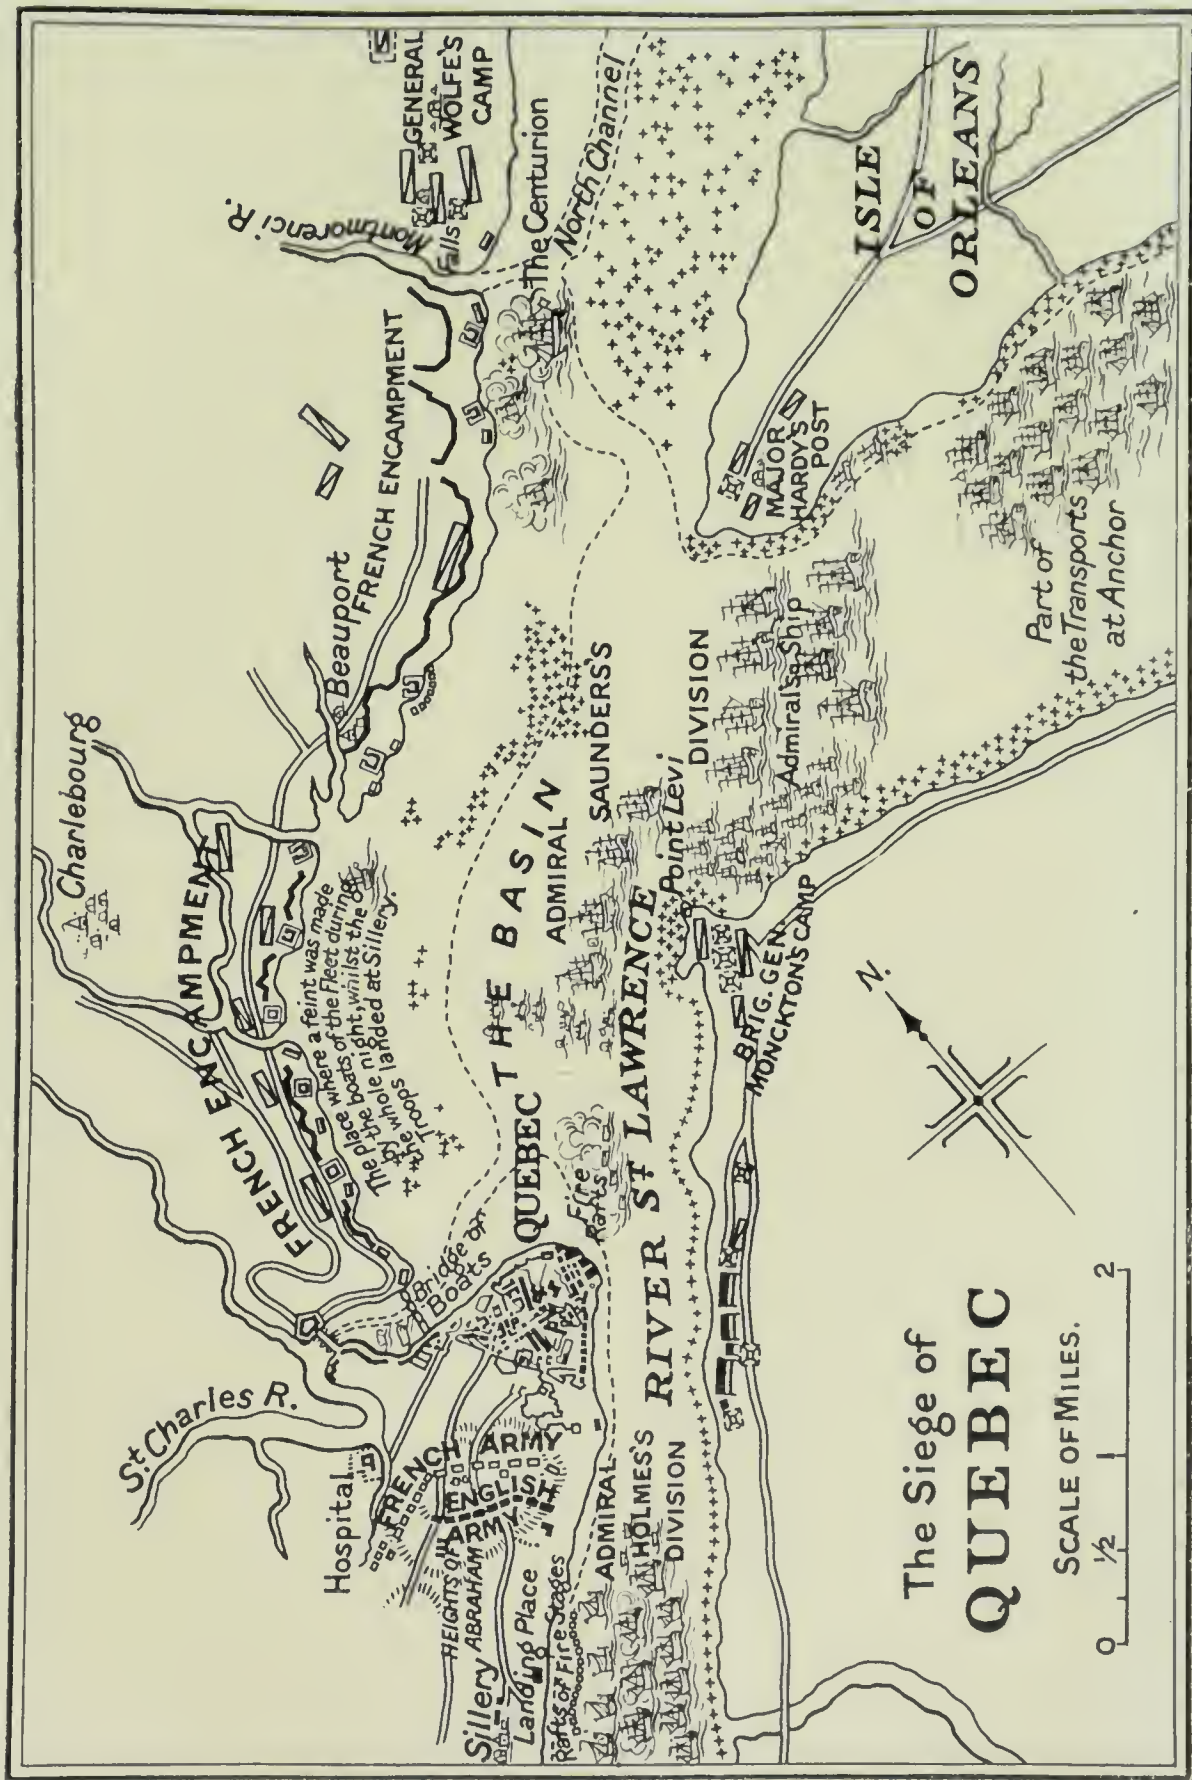 The Siege of
QUEBEC
SCALE OF MILES.
0 ½ 1 2
N.
Charlebourg
FRENCH ENCAMPMENT
The place where a feint was made
by the boats of the Fleet during
the whole night, whilst the
Troops landed at Sillery.
Beauport
FRENCH ENCAMPMENT
Montmorenci R.
Falls
GENERAL
WOLFE'S
CAMP
The Centurion
North Channel
ISLE
OF
ORLEANS
MAJOR
HARDY'S
POST
Part of
the Transports
at Anchor
St Charles R.
Hospital
Bridge on
Boats
QUEBEC
THE BASIN
ADMIRAL
SAUNDERS'S
DIVISION
Admiral's Ship
Point Levi
Fire
Rafts
RIVER ST LAWRENCE
BRIG. GEN.
MONCKTON'S CAMP
FRENCH ARMY
ENGLISH
ARMY
HEIGHTS OF
ABRAHAM
Sillery
Landing Place
Rafts of Fire Stages
ADMIRAL
HOLMES'S
DIVISION